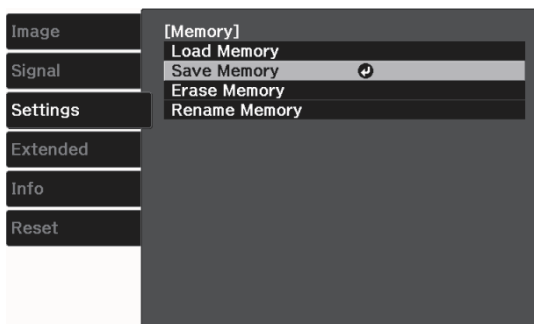 Image
Signal
Settings
Extended
Info
Reset
[Memory]
Load Memory
Save Memory
Erase Memory
Rename Memory